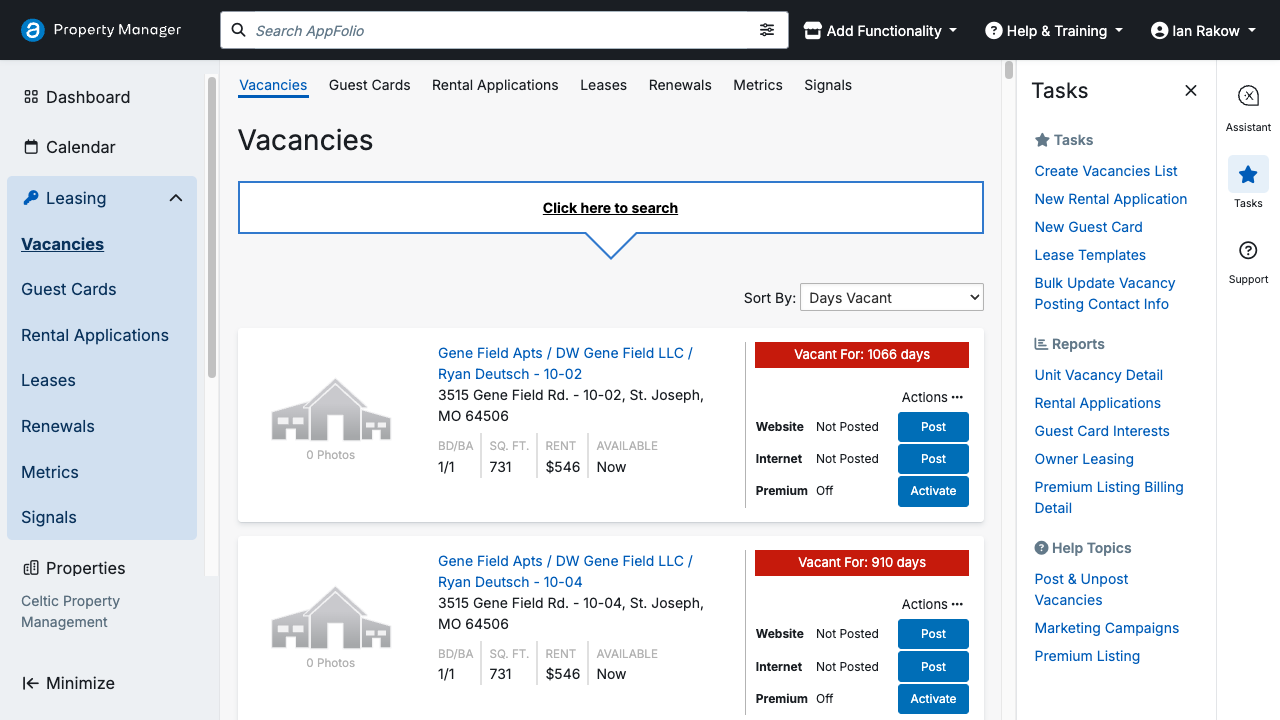 Property Manager
Search AppFolio
Add Functionality
Help & Training
Ian Rakow
Dashboard
Calendar
Leasing
Vacancies
Guest Cards
Rental Applications
Leases
Renewals
Metrics
Signals
Properties
Celtic Property
Management
Minimize
Vacancies Guest Cards Rental Applications Leases Renewals Metrics Signals
Vacancies
Click here to search
Sort By: Days Vacant
0 Photos
Gene Field Apts / DW Gene Field LLC /
Ryan Deutsch - 10-02
3515 Gene Field Rd. - 10-02, St. Joseph,
MO 64506
BD/BA SQ. FT. RENT AVAILABLE
1/1 731 $546 Now
Vacant For: 1066 days
Actions
Website Not Posted Post
Internet Not Posted Post
Premium Off Activate
0 Photos
Gene Field Apts / DW Gene Field LLC /
Ryan Deutsch - 10-04
3515 Gene Field Rd. - 10-04, St. Joseph,
MO 64506
BD/BA SQ. FT. RENT AVAILABLE
1/1 731 $546 Now
Vacant For: 910 days
Actions
Website Not Posted Post
Internet Not Posted Post
Premium Off Activate
Tasks
Tasks
Create Vacancies List
New Rental Application
New Guest Card
Lease Templates
Bulk Update Vacancy
Posting Contact Info
Reports
Unit Vacancy Detail
Rental Applications
Guest Card Interests
Owner Leasing
Premium Listing Billing
Detail
Help Topics
Post & Unpost
Vacancies
Marketing Campaigns
Premium Listing
Assistant
Tasks
Support